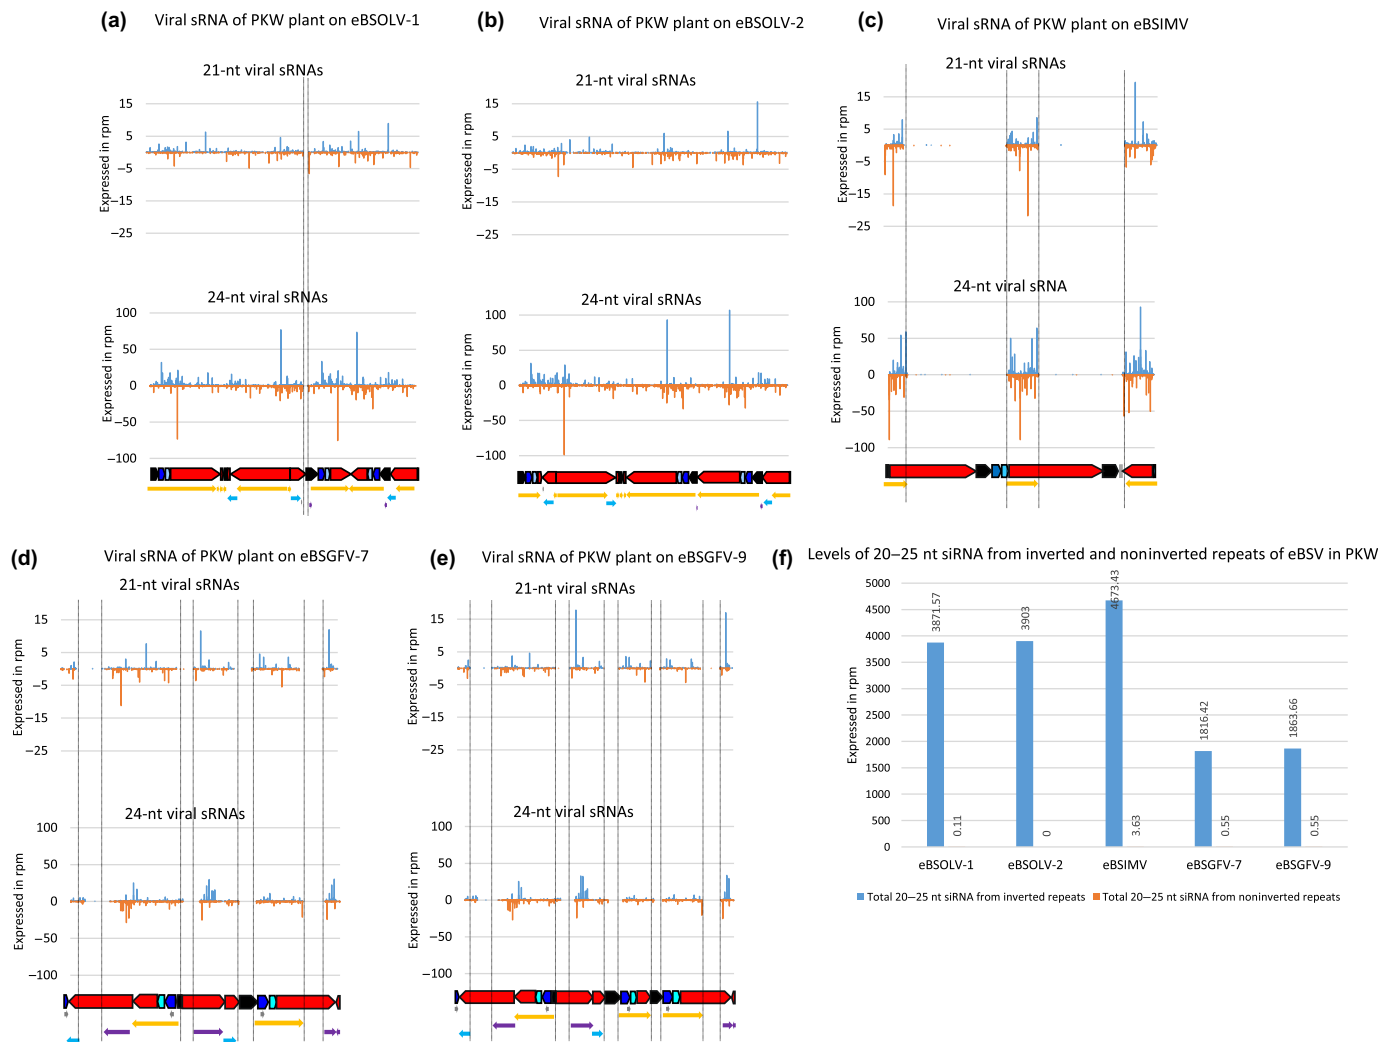 (a) Viral sRNA of PKW plant on eBSOLV-1
21-nt viral sRNAs
Expressed in rpm
15
5
−5
−15
−25
24-nt viral sRNAs
Expressed in rpm
100
50
0
−50
−100
(b) Viral sRNA of PKW plant on eBSOLV-2
21-nt viral sRNAs
Expressed in rpm
15
5
−5
−15
−25
24-nt viral sRNAs
Expressed in rpm
100
50
0
−50
−100
(c) Viral sRNA of PKW plant on eBSIMV
21-nt viral sRNAs
Expressed in rpm
15
5
−5
−15
−25
24-nt viral sRNA
Expressed in rpm
100
50
0
−50
−100
(d) Viral sRNA of PKW plant on eBSGFV-7
21-nt viral sRNAs
Expressed in rpm
15
5
−5
−15
−25
24-nt viral sRNAs
Expressed in rpm
100
50
0
−50
−100
(e) Viral sRNA of PKW plant on eBSGFV-9
21-nt viral sRNAs
Expressed in rpm
15
5
−5
−15
−25
24-nt viral sRNAs
Expressed in rpm
100
50
0
−50
−100
(f) Levels of 20–25 nt siRNA from inverted and noninverted repeats of eBSV in PKW
Expressed in rpm
5000
4500
4000
3500
3000
2500
2000
1500
1000
500
0
3871.57
0.11
3903
0
4673.43
3.63
1816.42
0.55
1863.66
0.55
eBSOLV-1 eBSOLV-2 eBSIMV eBSGFV-7 eBSGFV-9
Total 20–25 nt siRNA from inverted repeats Total 20–25 nt siRNA from noninverted repeats